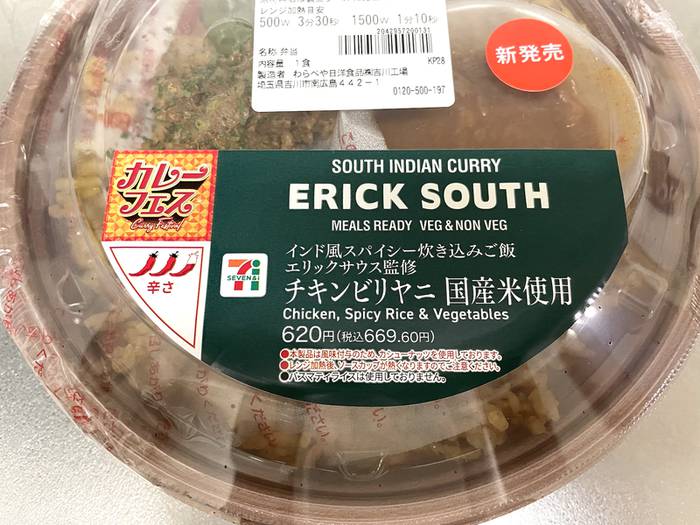 レンジ加熱目安
500W 3分30秒 1500W 1分10秒
2042957200131
名称:弁当
内容量:1食
KP28
製造者 わらべや日洋食品㈱吉川工場
埼玉県吉川市南広島442-1
0120-500-197
新発売
カレー
フェス
Curry Festival
辛さ
SOUTH INDIAN CURRY
ERICK SOUTH
MEALS READY VEG & NON VEG
7
SEVEN&i
インド風スパイシー炊き込みご飯
エリックサウス監修
チキンビリヤニ 国産米使用
Chicken, Spicy Rice & Vegetables
620円(税込669.60円)
●本製品は風味付与のため、カシューナッツを使用しております。
●レンジ加熱後、ソースカップが熱くなりますのでご注意ください。
●バスマティライスは使用しておりません。